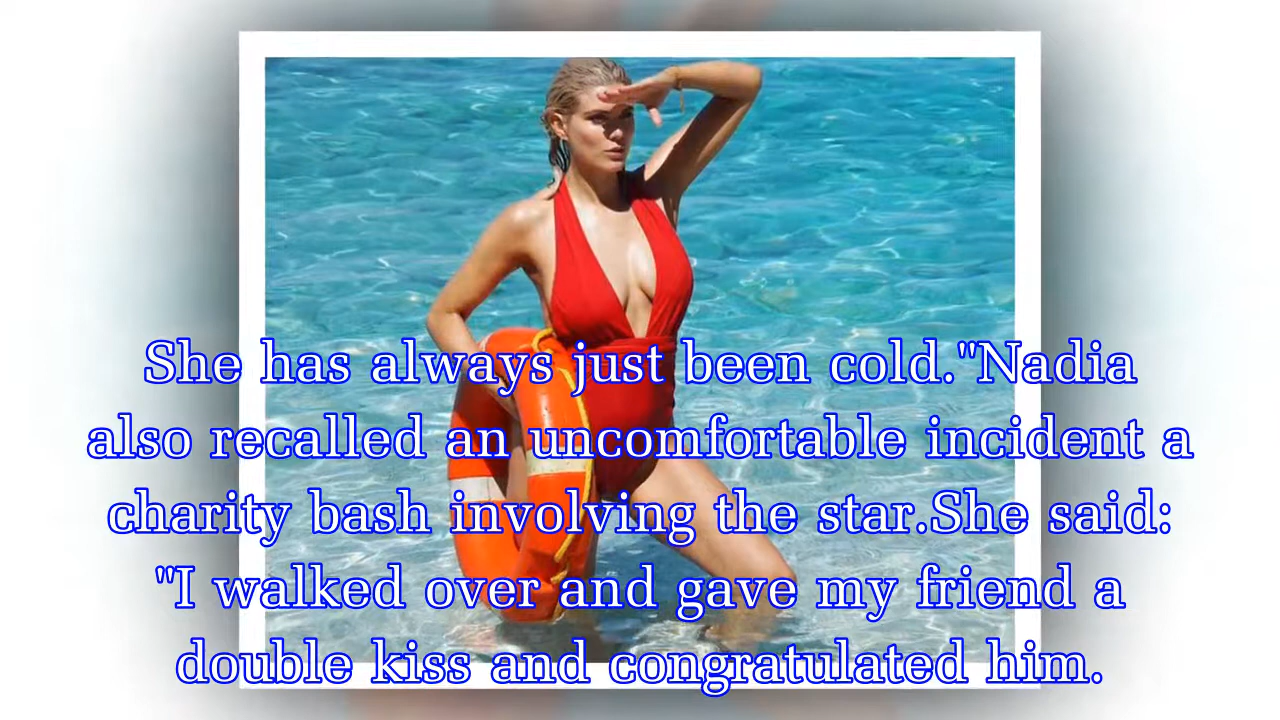 She has always just been cold."Nadia
also recalled an uncomfortable incident a
charity bash involving the star.She said:
"I walked over and gave my friend a
double kiss and congratulated him.